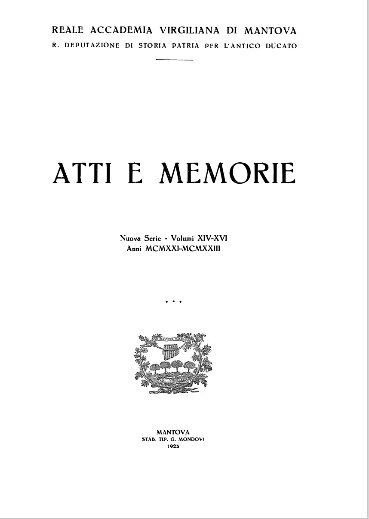 REALE ACCADEMIA VIRGILIANA DI MANTOVA
R. DEPUTAZIONE DI STORIA PATRIA PER L'ANTICO DUCATO
ATTI E MEMORIE
Nuova Serie - Volumi XIV-XVI
Anni MCMXXI-MCMXXIII
MANTOVA
STAB. TIP. G. MONDOVI
1923